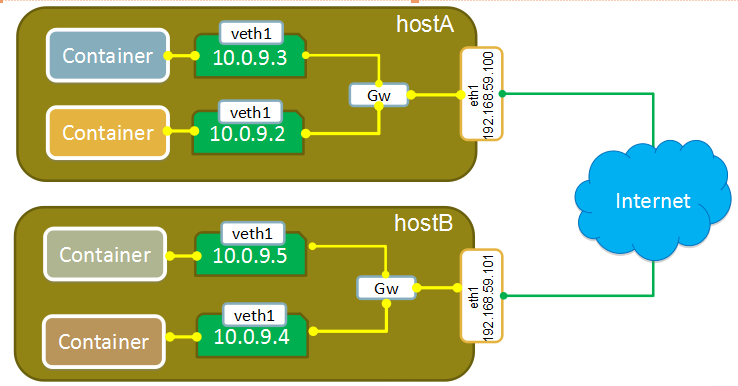 hostA
Container
veth1
10.0.9.3
Container
veth1
10.0.9.2
Gw
eth1
192.168.59.100
Internet
hostB
Container
veth1
10.0.9.5
Container
veth1
10.0.9.4
Gw
eth1
192.168.59.101